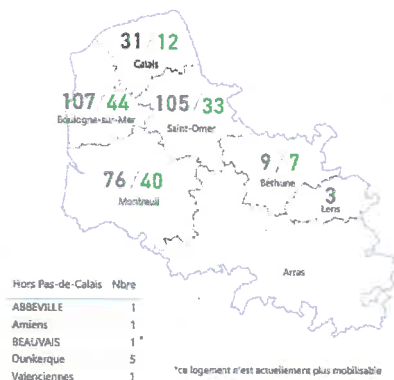 31 / 12
Calais
107 / 44
Boulogne-sur-Mer
105 / 33
Saint-Omer
76 / 40
Montreuil
9 / 7
Béthune
3
Lens
Arras
Hors Pas-de-Calais Nbre
ABBEVILLE 1
Amiens 1
BEAUVAIS 1*
Dunkerque 5
Valenciennes 1
*ce logement n'est actuellement plus mobilisable